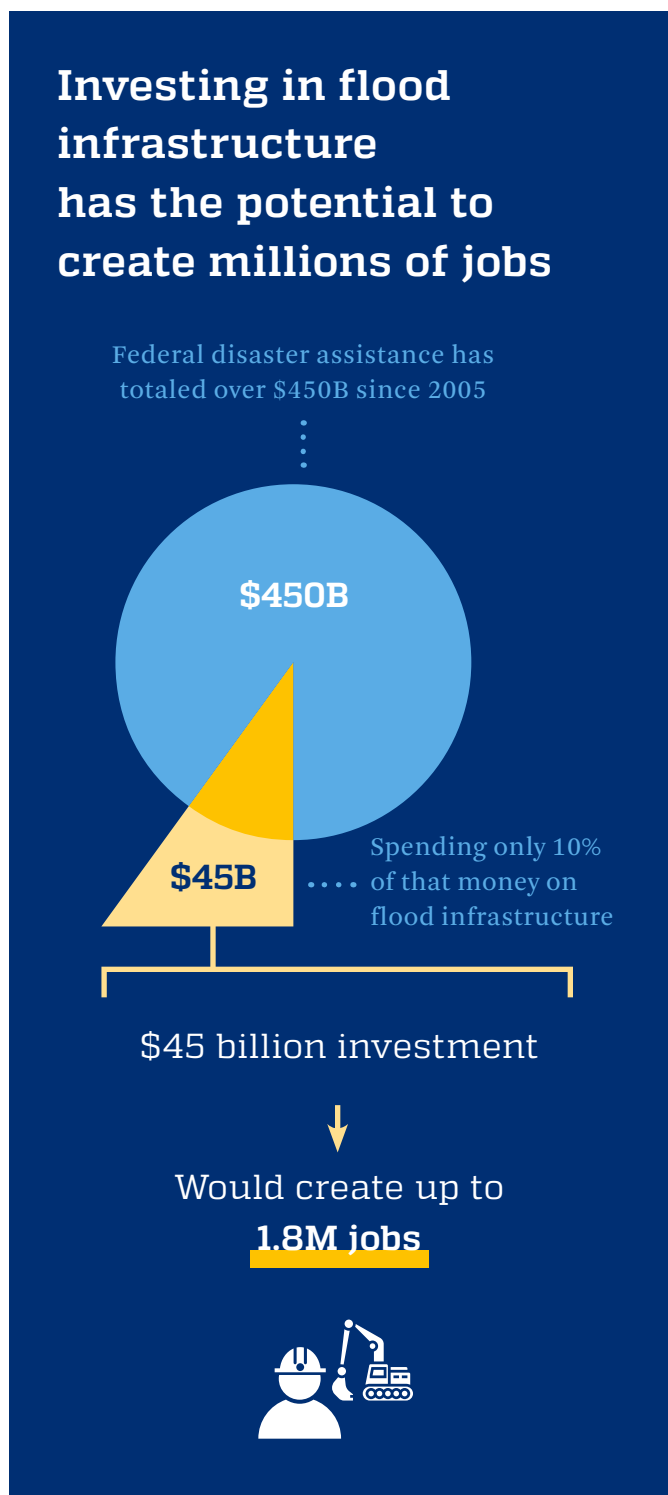 Investing in flood
infrastructure
has the potential to
create millions of jobs
Federal disaster assistance has
totaled over $450B since 2005
$450B
$45B
Spending only 10%
of that money on
flood infrastructure
$45 billion investment
Would create up to
1.8M jobs